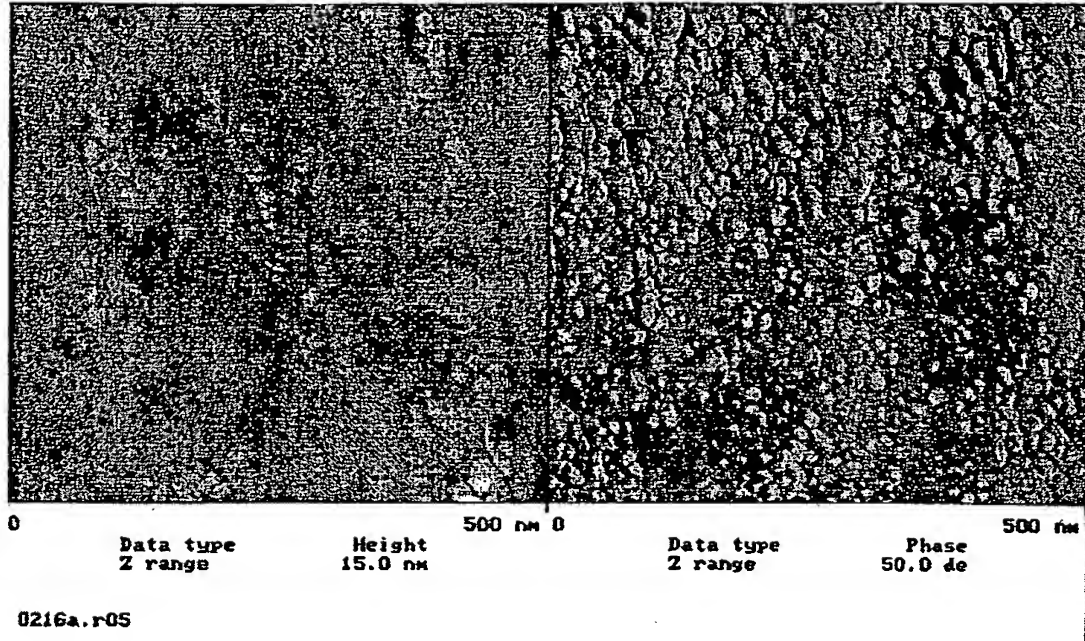 0 500 nm 0 500 nm
Data type Height Data type Phase
Z range 15.0 nm Z range 50.0 de
0216a.r05